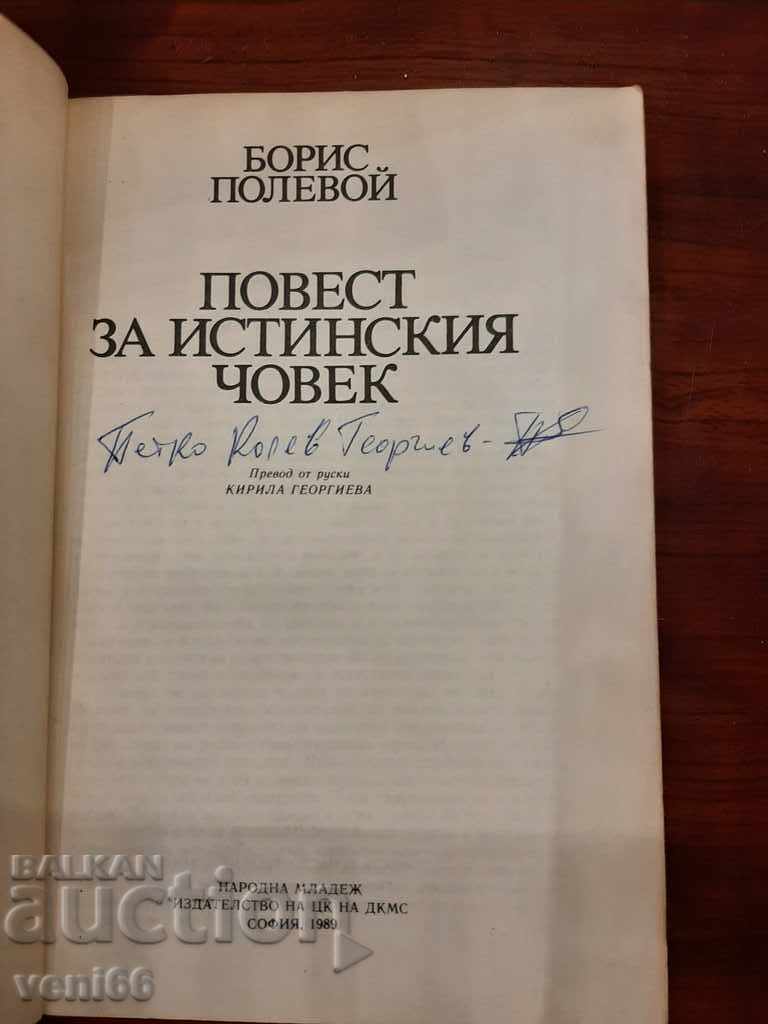 БОРИС
ПОЛЕВОЙ
ПОВЕСТ
ЗА ИСТИНСКИЯ
ЧОВЕК
Петко Колев Георгиев -
Превод от руски
КИРИЛА ГЕОРГИЕВА
НАРОДНА МЛАДЕЖ
ИЗДАТЕЛСТВО НА ЦК НА ДКМС
СОФИЯ, 1989
BALKAN
auction
veni66